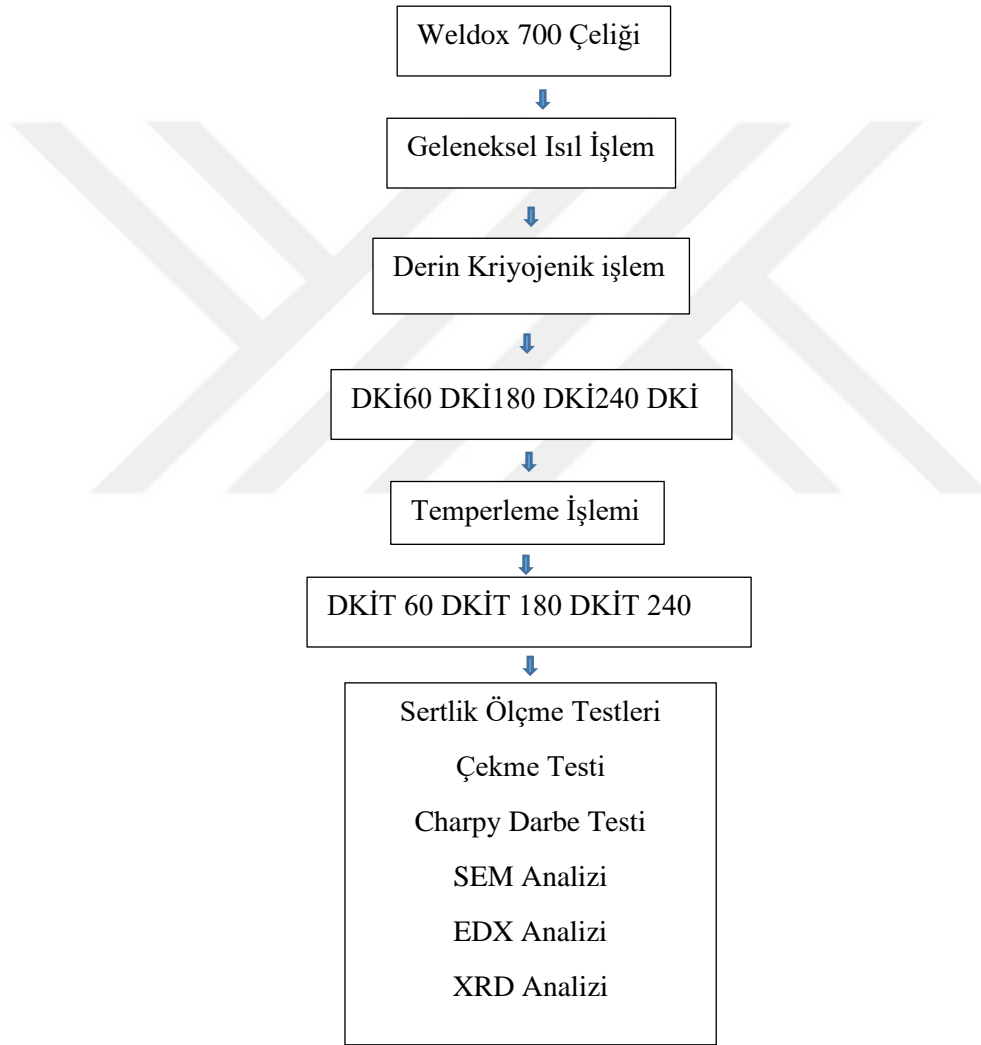 Weldox 700 Çeliği
Geleneksel Isıl İşlem
Derin Kriyojenik işlem
DKİ60 DKİ180 DKİ240 DKİ
Temperleme İşlemi
DKİT 60 DKİT 180 DKİT 240
Sertlik Ölçme Testleri
Çekme Testi
Charpy Darbe Testi
SEM Analizi
EDX Analizi
XRD Analizi